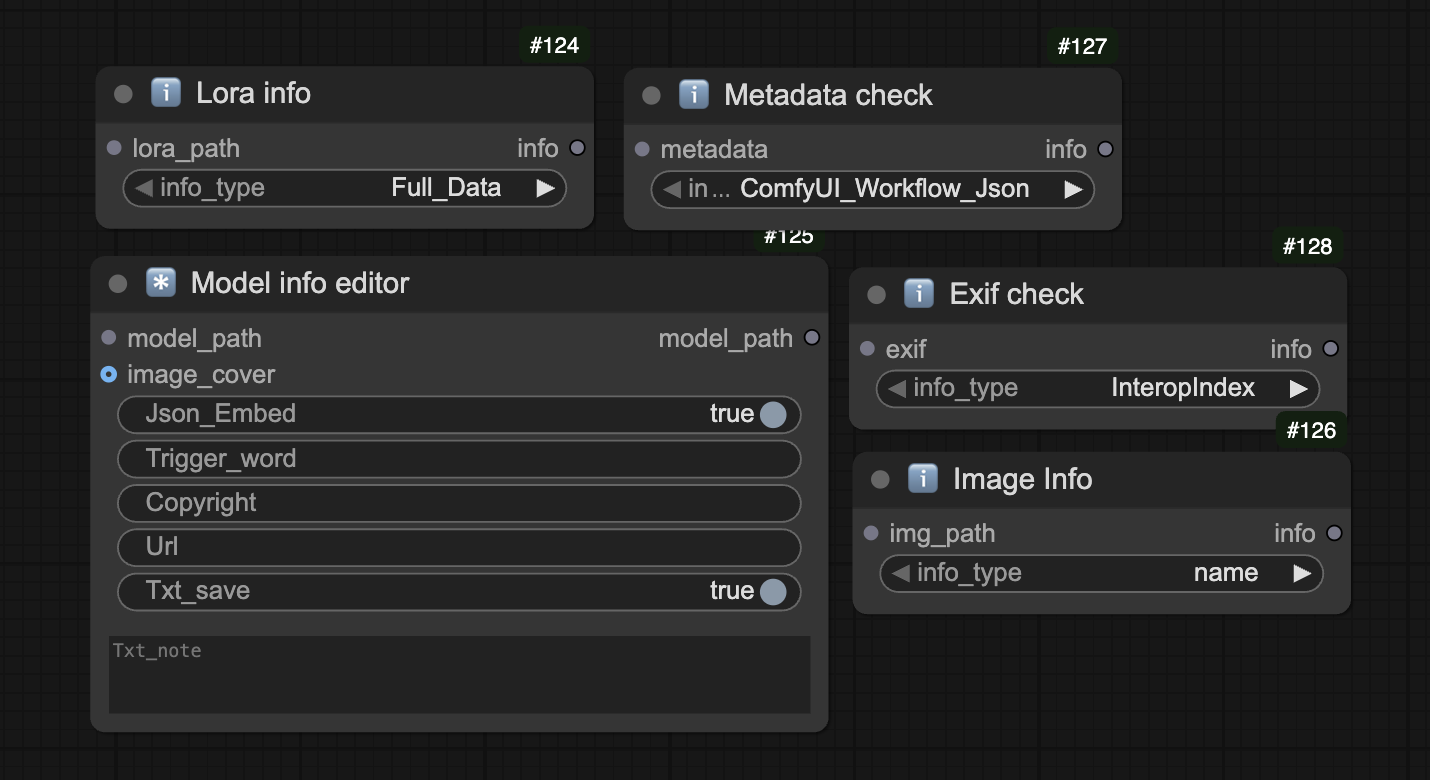 #124
Lora info
lora_path info
info_type Full_Data
#127
Metadata check
metadata info
in ... ComfyUI_Workflow_Json
#125
Model info editor
model_path model_path
image_cover
Json_Embed true
Trigger_word
Copyright
Url
Txt_save true
Txt_note
#128
Exif check
exif info
info_type InteropIndex
#126
Image Info
img_path info
info_type name